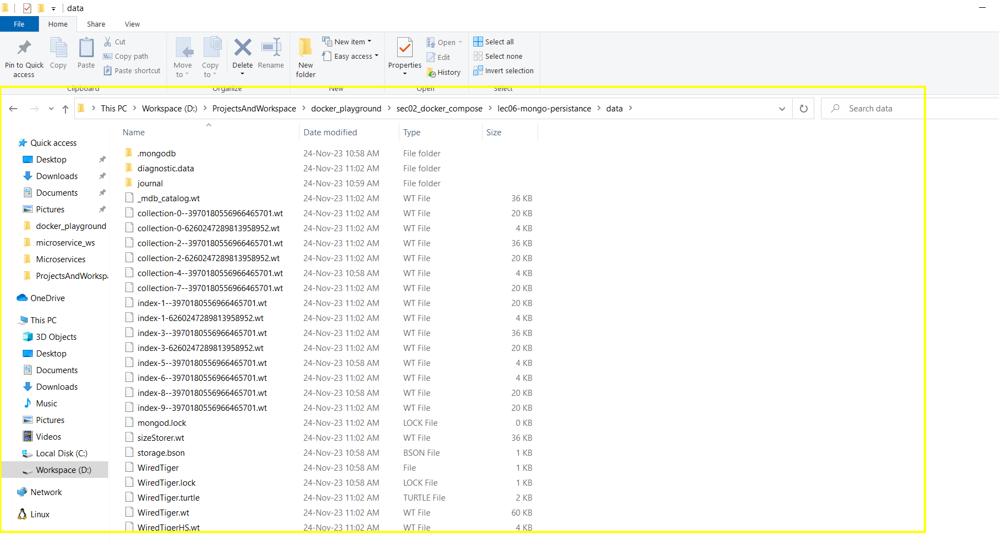 data
File Home Share View
Pin to Quick access
Copy
Paste
Cut
Copy path
Paste shortcut
Clipboard
Move to
Copy to
Delete
Rename
Organize
New folder
New item
Easy access
New
Properties
Open
Edit
History
Open
Select all
Select none
Invert selection
Select
This PC > Workspace (D:) > ProjectsAndWorkspace > docker_playground > sec02_docker_compose > lec06-mongo-persistance > data >
Search data
Quick access
Desktop
Downloads
Documents
Pictures
docker_playground
microservice_ws
Microservices
ProjectsAndWorkspa
OneDrive
This PC
3D Objects
Desktop
Documents
Downloads
Music
Pictures
Videos
Local Disk (C:)
Workspace (D:)
Network
Linux
Name Date modified Type Size
.mongodb 24-Nov-23 10:58 AM File folder
diagnostic.data 24-Nov-23 11:02 AM File folder
journal 24-Nov-23 10:59 AM File folder
_mdb_catalog.wt 24-Nov-23 11:02 AM WT File 36 KB
collection-0--3970180556966465701.wt 24-Nov-23 11:02 AM WT File 20 KB
collection-0-6260247289813958952.wt 24-Nov-23 11:02 AM WT File 4 KB
collection-2--3970180556966465701.wt 24-Nov-23 11:02 AM WT File 36 KB
collection-2-6260247289813958952.wt 24-Nov-23 11:02 AM WT File 20 KB
collection-4--3970180556966465701.wt 24-Nov-23 10:58 AM WT File 4 KB
collection-7--3970180556966465701.wt 24-Nov-23 11:02 AM WT File 20 KB
index-1--3970180556966465701.wt 24-Nov-23 11:02 AM WT File 20 KB
index-1-6260247289813958952.wt 24-Nov-23 11:02 AM WT File 4 KB
index-3--3970180556966465701.wt 24-Nov-23 11:02 AM WT File 36 KB
index-3-6260247289813958952.wt 24-Nov-23 11:02 AM WT File 20 KB
index-5--3970180556966465701.wt 24-Nov-23 10:58 AM WT File 4 KB
index-6--3970180556966465701.wt 24-Nov-23 11:02 AM WT File 4 KB
index-8--3970180556966465701.wt 24-Nov-23 10:58 AM WT File 20 KB
index-9--3970180556966465701.wt 24-Nov-23 11:02 AM WT File 20 KB
mongod.lock 24-Nov-23 11:02 AM LOCK File 0 KB
sizeStorer.wt 24-Nov-23 11:02 AM WT File 36 KB
storage.bson 24-Nov-23 10:58 AM BSON File 1 KB
WiredTiger 24-Nov-23 10:58 AM File 1 KB
WiredTiger.lock 24-Nov-23 10:58 AM LOCK File 1 KB
WiredTiger.turtle 24-Nov-23 11:02 AM TURTLE File 2 KB
WiredTiger.wt 24-Nov-23 11:02 AM WT File 60 KB
WiredTigerHS.wt 24-Nov-23 11:02 AM WT File 4 KB